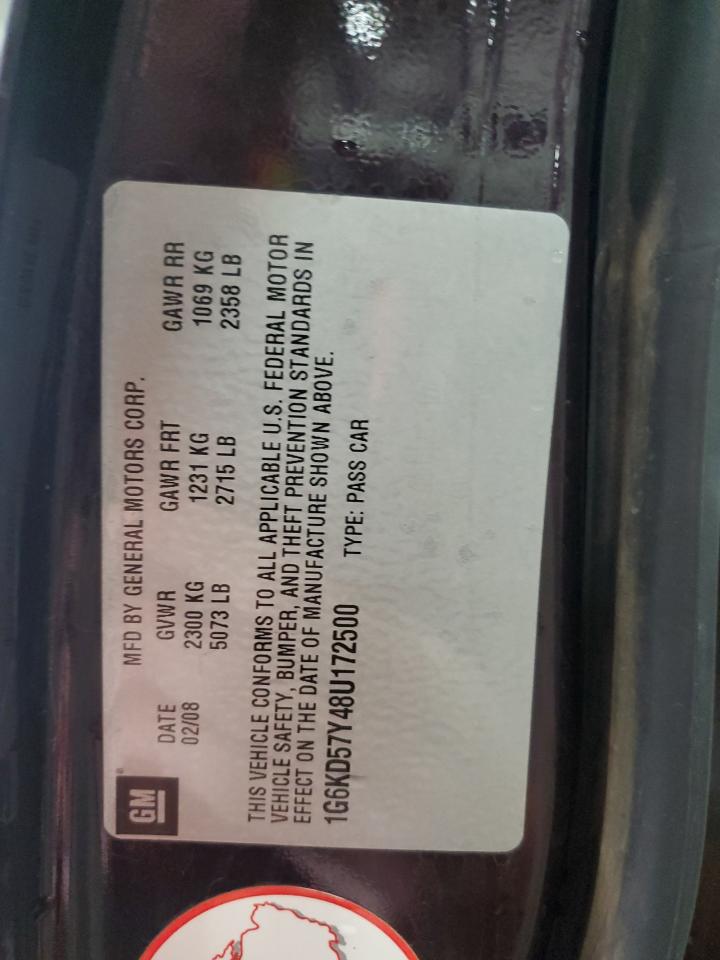 GM
MFD BY GENERAL MOTORS CORP.
DATE GVWR GAWR FRT GAWR RR
02/08 2300 KG 1231 KG 1069 KG
5073 LB 2715 LB 2358 LB
THIS VEHICLE CONFORMS TO ALL APPLICABLE U.S. FEDERAL MOTOR
VEHICLE SAFETY, BUMPER, AND THEFT PREVENTION STANDARDS IN
EFFECT ON THE DATE OF MANUFACTURE SHOWN ABOVE.
1G6KD57Y48U172500 TYPE: PASS CAR